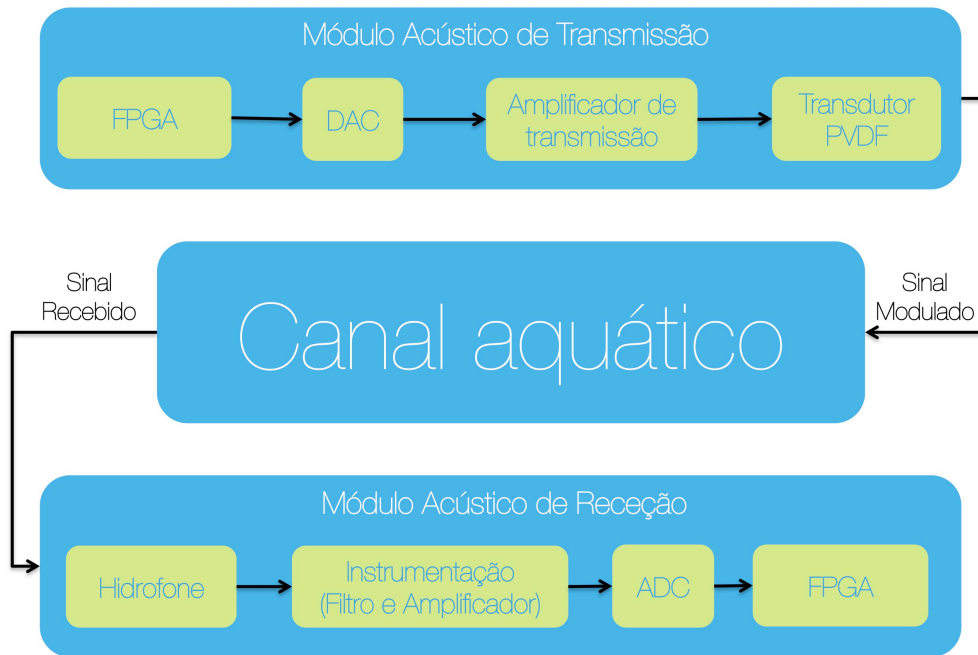 Módulo Acústico de Transmissão
FPGA
DAC
Amplificador de
transmissão
Transdutor
PVDF
Sinal
Recebido
Canal aquático
Sinal
Modulado
Módulo Acústico de Receção
Hidrofone
Instrumentação
(Filtro e Amplificador)
ADC
FPGA